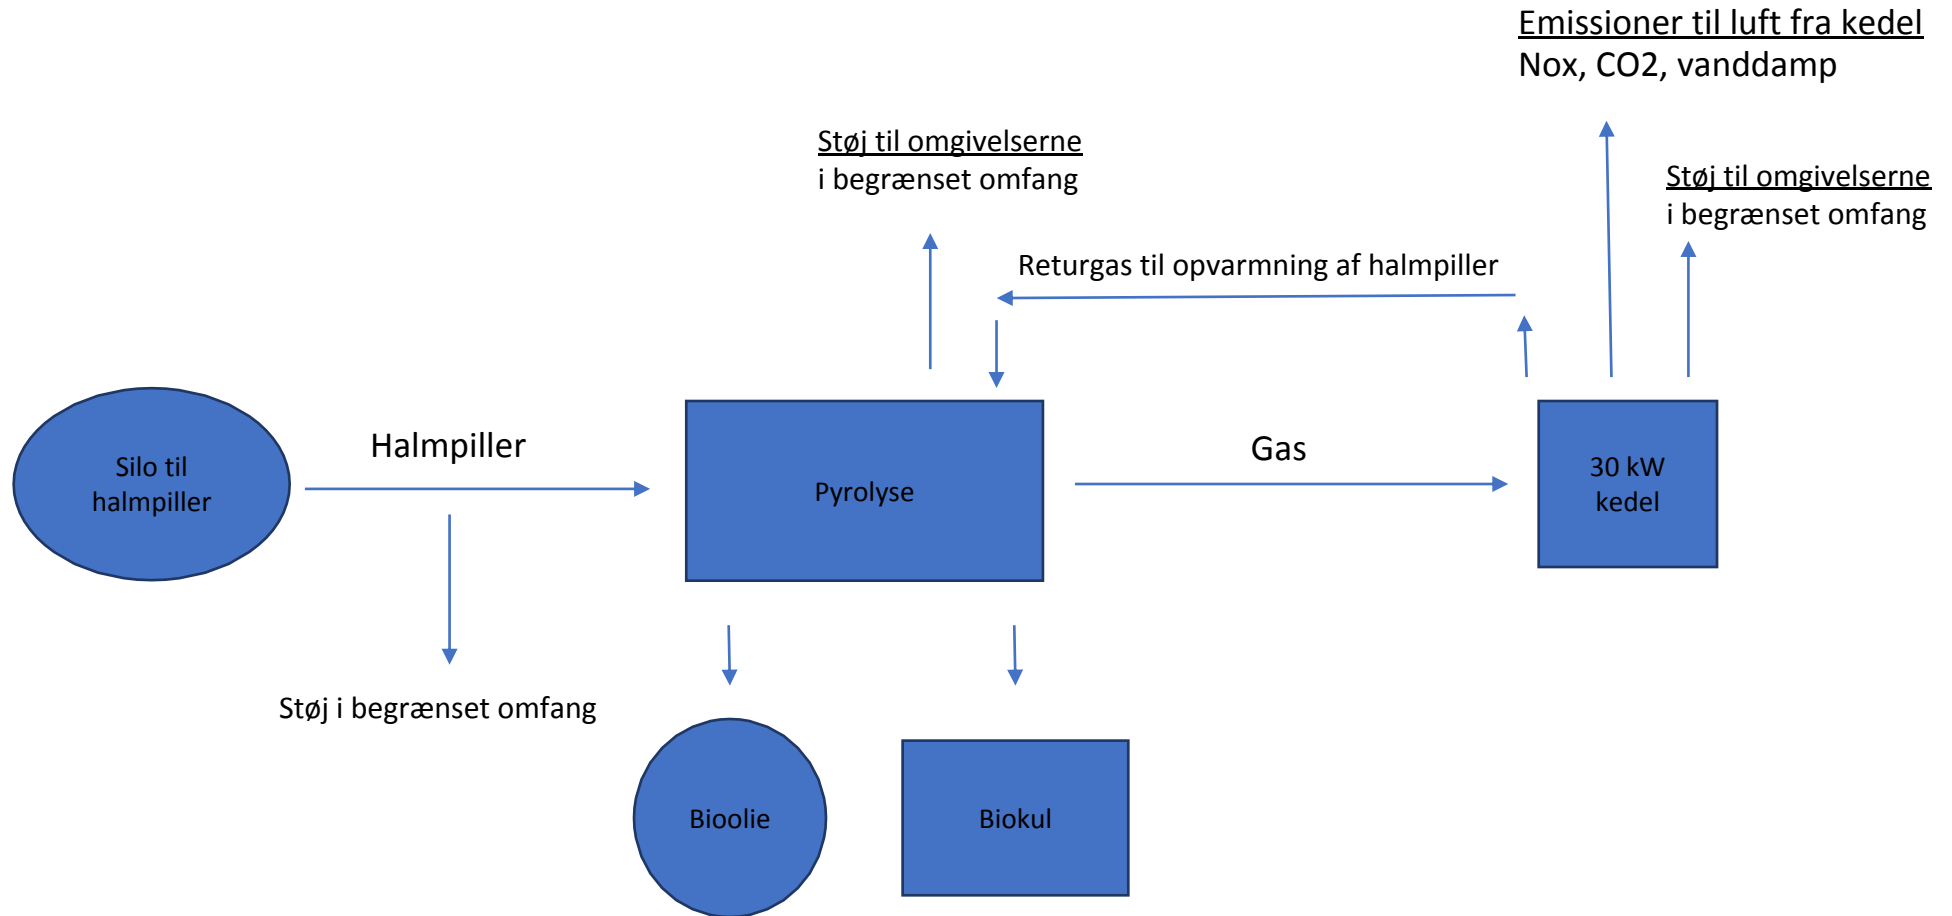 Emissioner til luft fra kedel
Nox, CO2, vanddamp
Støj til omgivelserne
i begrænset omfang
Støj til omgivelserne
i begrænset omfang
Returgas til opvarmning af halmpiller
Halmpiller
Gas
Silo til
halmpiller
Pyrolyse
30 kW
kedel
Støj i begrænset omfang
Bioolie
Biokul